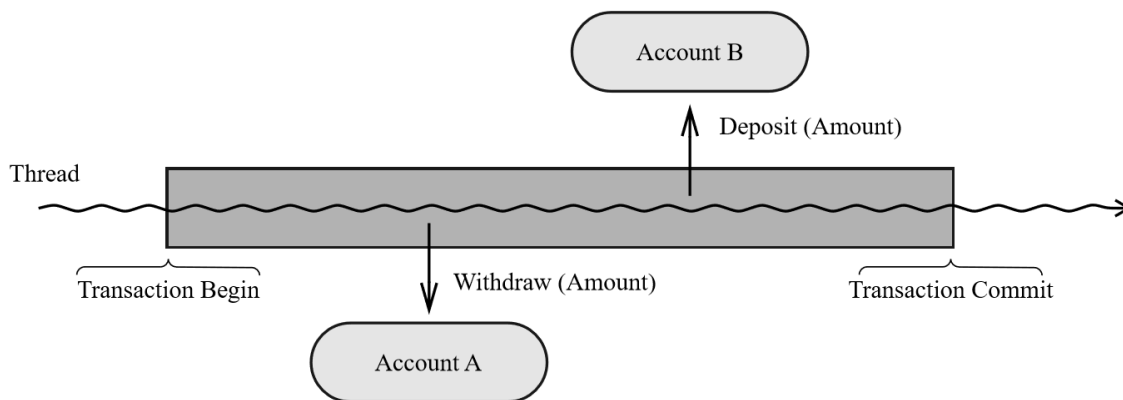 Account B
Deposit (Amount)
Thread
Transaction Begin
Withdraw (Amount)
Transaction Commit
Account A